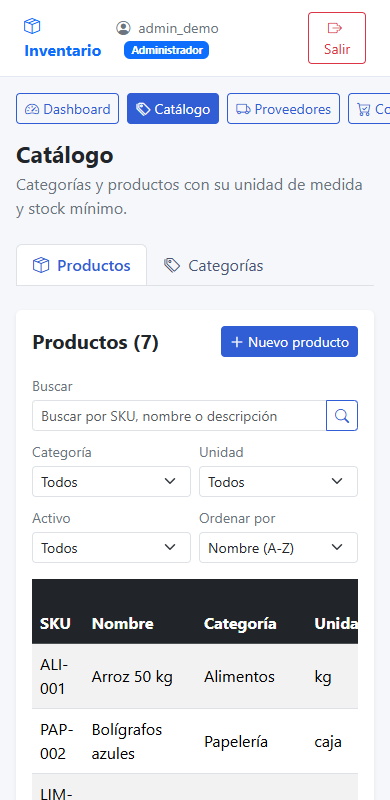 Inventario
admin_demo
Administrador
Salir
Dashboard Catálogo Proveedores
Catálogo
Categorías y productos con su unidad de medida
y stock mínimo.
Productos Categorías
Productos (7)
+ Nuevo producto
Buscar
Buscar por SKU, nombre o descripción
Categoría Unidad
Todos Todos
Activo Ordenar por
Todos Nombre (A-Z)
SKU Nombre Categoría Unida
ALI-
001
Arroz 50 kg Alimentos kg
PAP-
002
Bolígrafos
azules
Papelería caja
LIM-